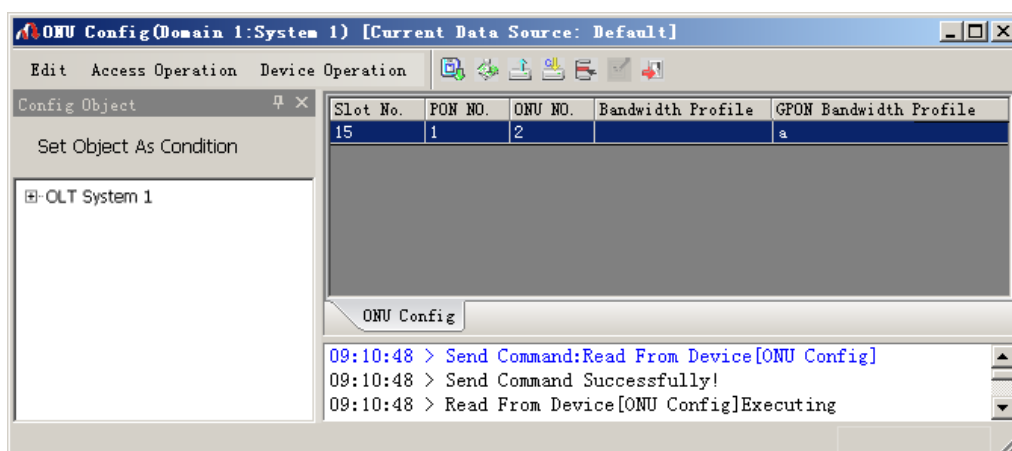 ONU Config(Domain 1:System 1) [Current Data Source: Default]
Edit Access Operation Device Operation
Config Object
Set Object As Condition
OLT System 1
Slot No. PON NO. ONU NO. Bandwidth Profile GPON Bandwidth Profile
15 1 2 a
ONU Config
09:10:48 > Send Command:Read From Device[ONU Config]
09:10:48 > Send Command Successfully!
09:10:48 > Read From Device[ONU Config]Executing